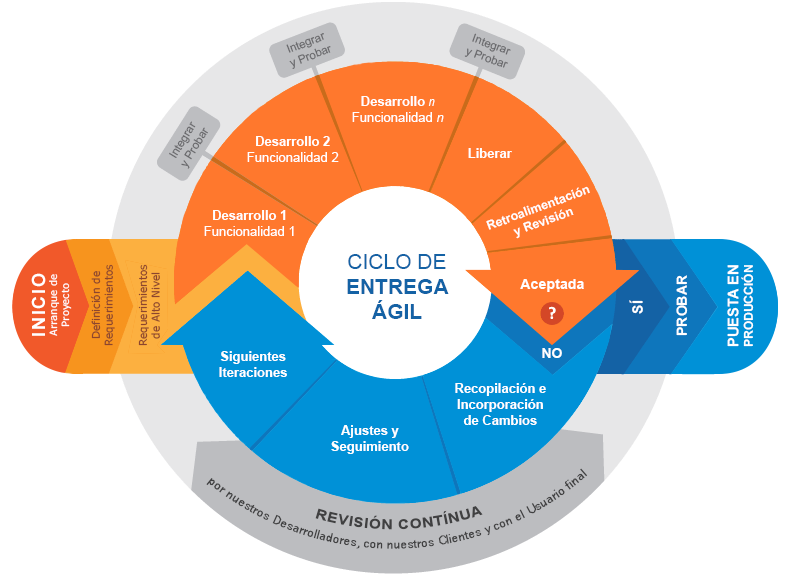 Integrar
y Probar
Integrar
y Probar
Integrar
y Probar
Desarrollo n
Funcionalidad n
Desarrollo 2
Funcionalidad 2
Liberar
Desarrollo 1
Funcionalidad 1
Retroalimentación
y Revisión
INICIO
Arranque de
Proyecto
Definición de
Requerimientos
Requerimientos
de Alto Nivel
CICLO DE
ENTREGA
ÁGIL
Aceptada
?
SÍ
PROBAR
PUESTA EN
PRODUCCIÓN
NO
Siguientes
Iteraciones
Recopilación e
Incorporación
de Cambios
Ajustes y
Seguimiento
REVISIÓN CONTÍNUA
por nuestros Desarrolladores, con nuestros Clientes y con el Usuario final